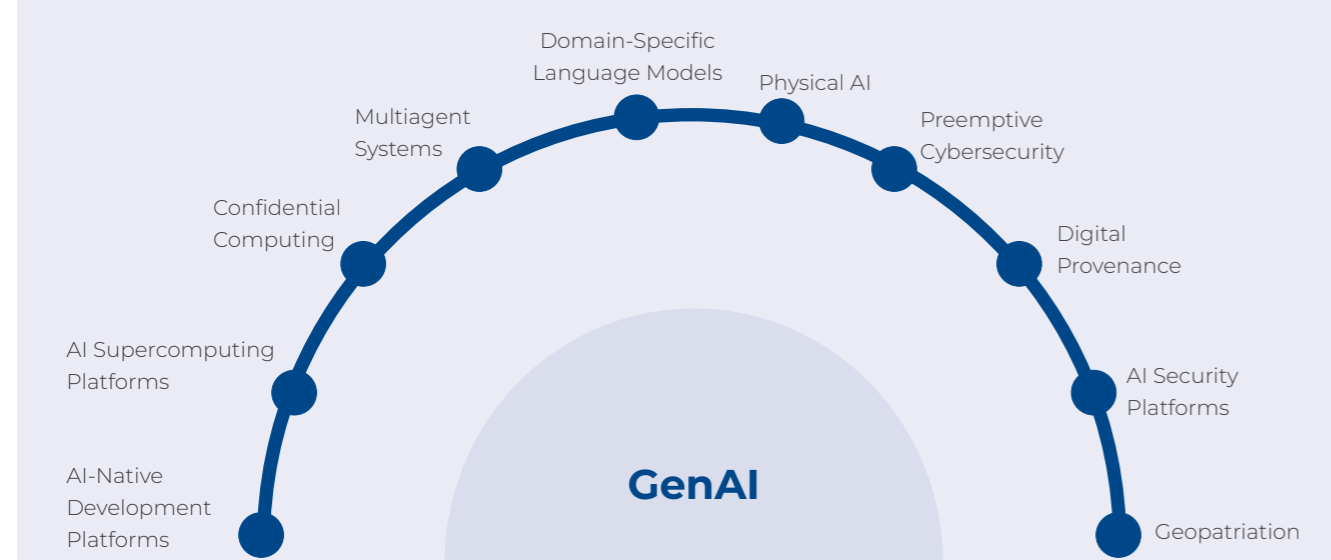 Domain-Specific
Language Models
Physical AI
Multiagent
Systems
Preemptive
Cybersecurity
Confidential
Computing
Digital
Provenance
AI Supercomputing
Platforms
AI Security
Platforms
AI-Native
Development
Platforms
GenAI
Geopatriation